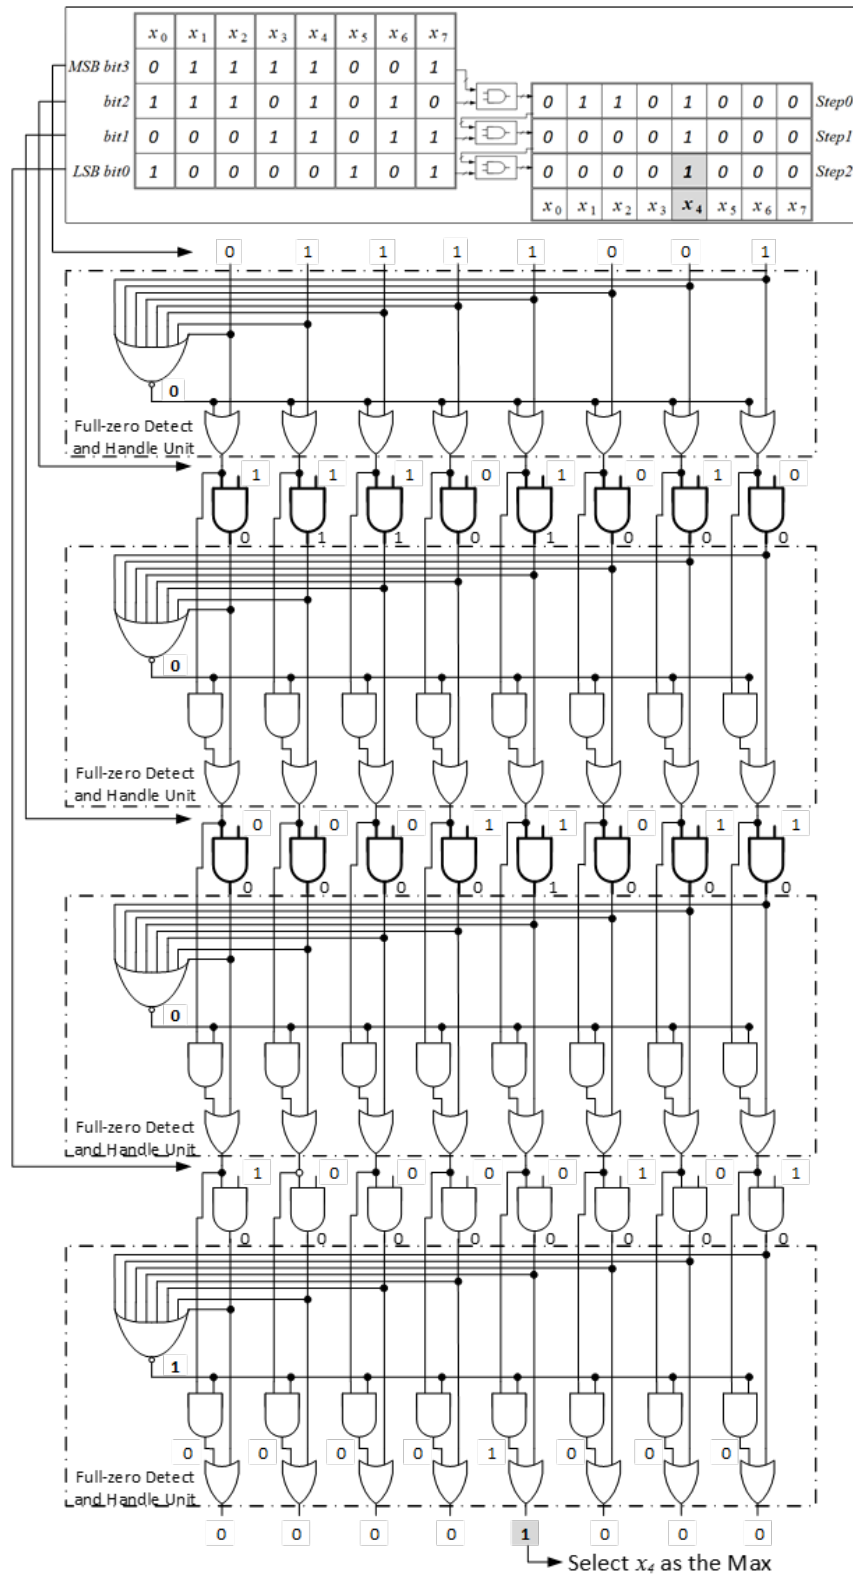 x0 x1 x2 x3 x4 x5 x6 x7
MSB bit3 0 1 1 1 1 0 0 1
bit2 1 1 1 0 1 0 1 0
0 1 1 0 1 0 0 0 Step0
bit1 0 0 0 1 1 0 1 1
0 0 0 0 1 0 0 0 Step1
LSB bit0 1 0 0 0 0 1 0 1
0 0 0 0 1 0 0 0 Step2
x0 x1 x2 x3 x4 x5 x6 x7
0 1 1 1 1 0 0 1
0
Full-zero Detect
and Handle Unit
1 1 1 0 1 0 1 0
0 1 1 0 1 0 0 0
0
Full-zero Detect
and Handle Unit
0 0 0 1 1 0 1 1
0 0 0 0 1 0 0 0
0
Full-zero Detect
and Handle Unit
1 0 0 0 0 1 0 1
0 0 0 0 0 0 0 0
1
0 0 0 0 1 0 0 0
Full-zero Detect
and Handle Unit
0 0 0 0 1 0 0 0
Select x4 as the Max